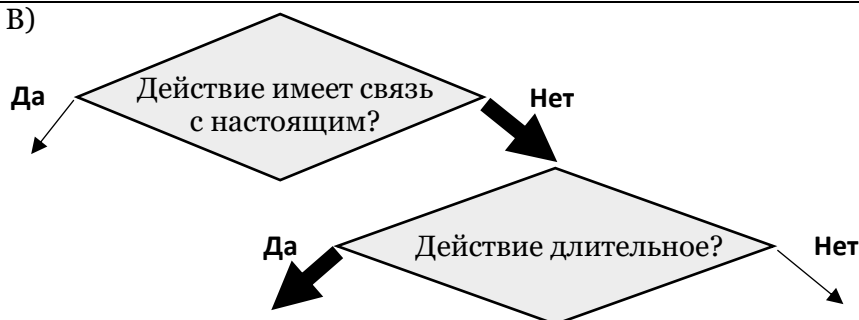 В)
Да
Действие имеет связь
с настоящим?
Нет
Да
Действие длительное?
Нет